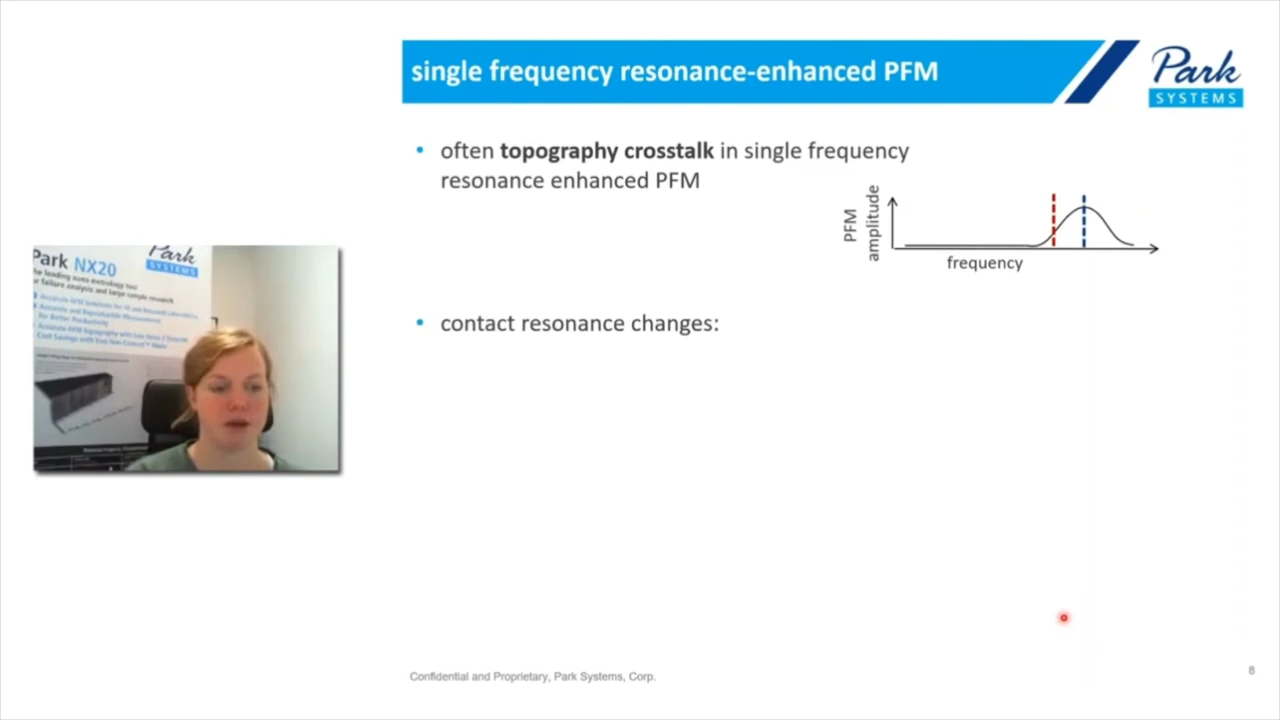 single frequency resonance-enhanced PFM
Park
SYSTEMS
• often topography crosstalk in single frequency
resonance enhanced PFM
PFM
amplitude
frequency
• contact resonance changes:
Park NX20
Park
SYSTEMS
Confidential and Proprietary, Park Systems, Corp.
8